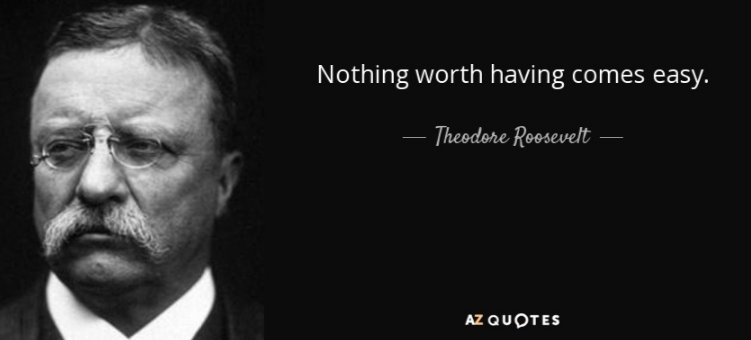 Nothing worth having comes easy.
— Theodore Roosevelt —
AZ QUOTES